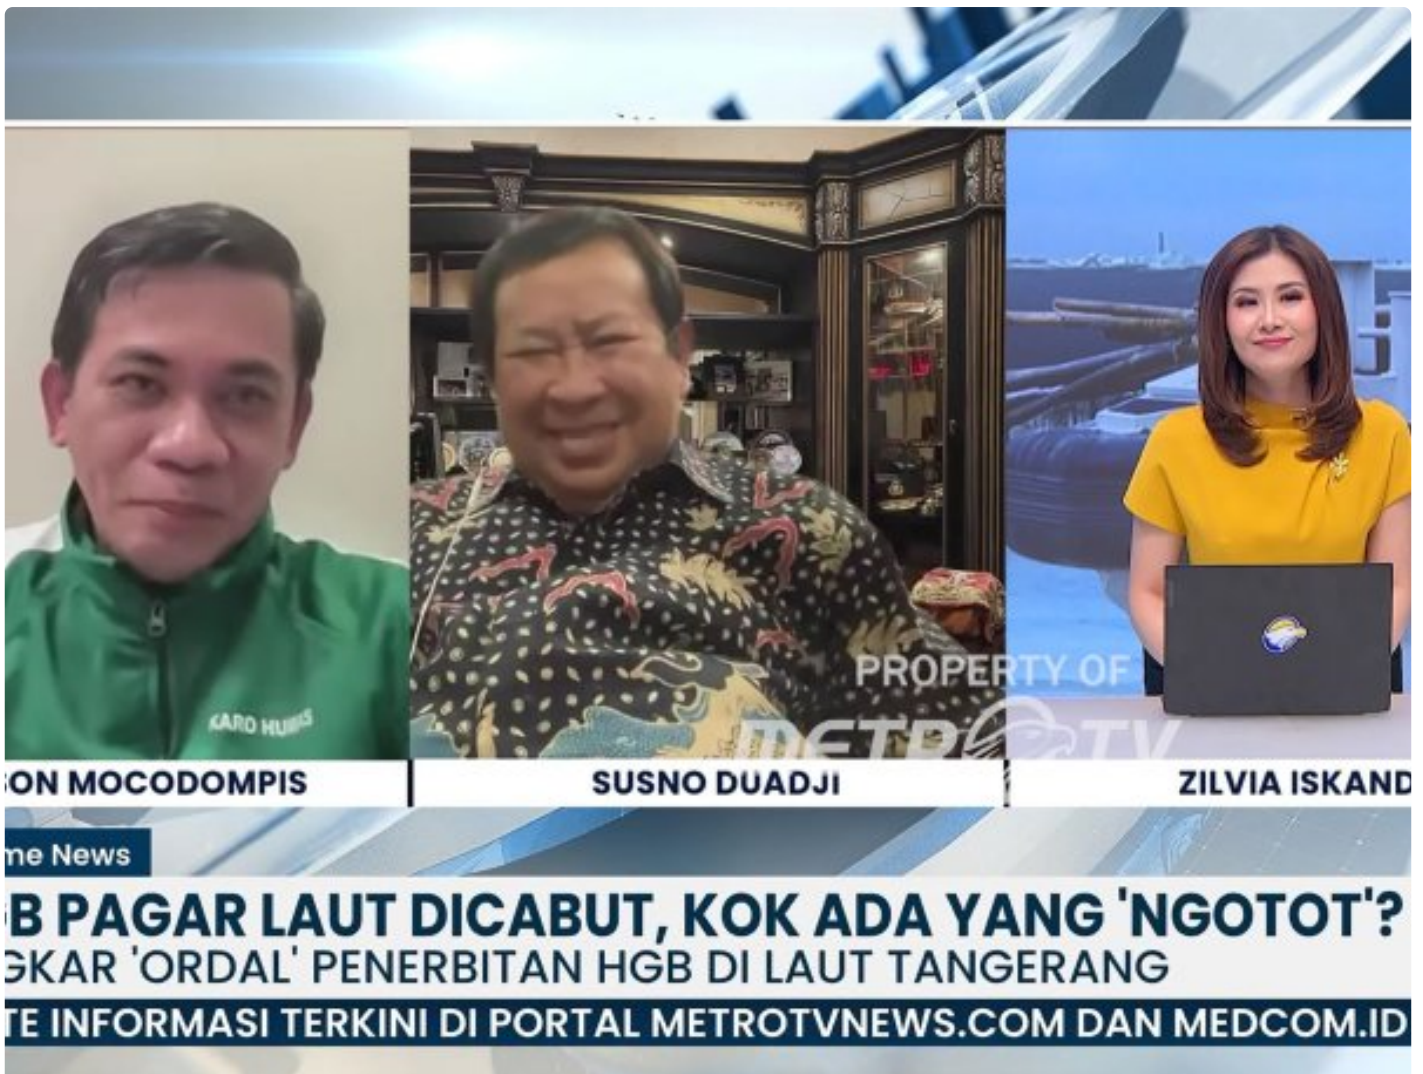 KARO HUMAS
PROPERTY OF
METRO TV
SON MOCODOMPIS
SUSNO DUADJI
ZILVIA ISKAND
me News
GB PAGAR LAUT DICABUT, KOK ADA YANG 'NGOTOT'?
GKAR 'ORDAL' PENERBITAN HGB DI LAUT TANGERANG
TE INFORMASI TERKINI DI PORTAL METROTVNEWS.COM DAN MEDCOM.ID